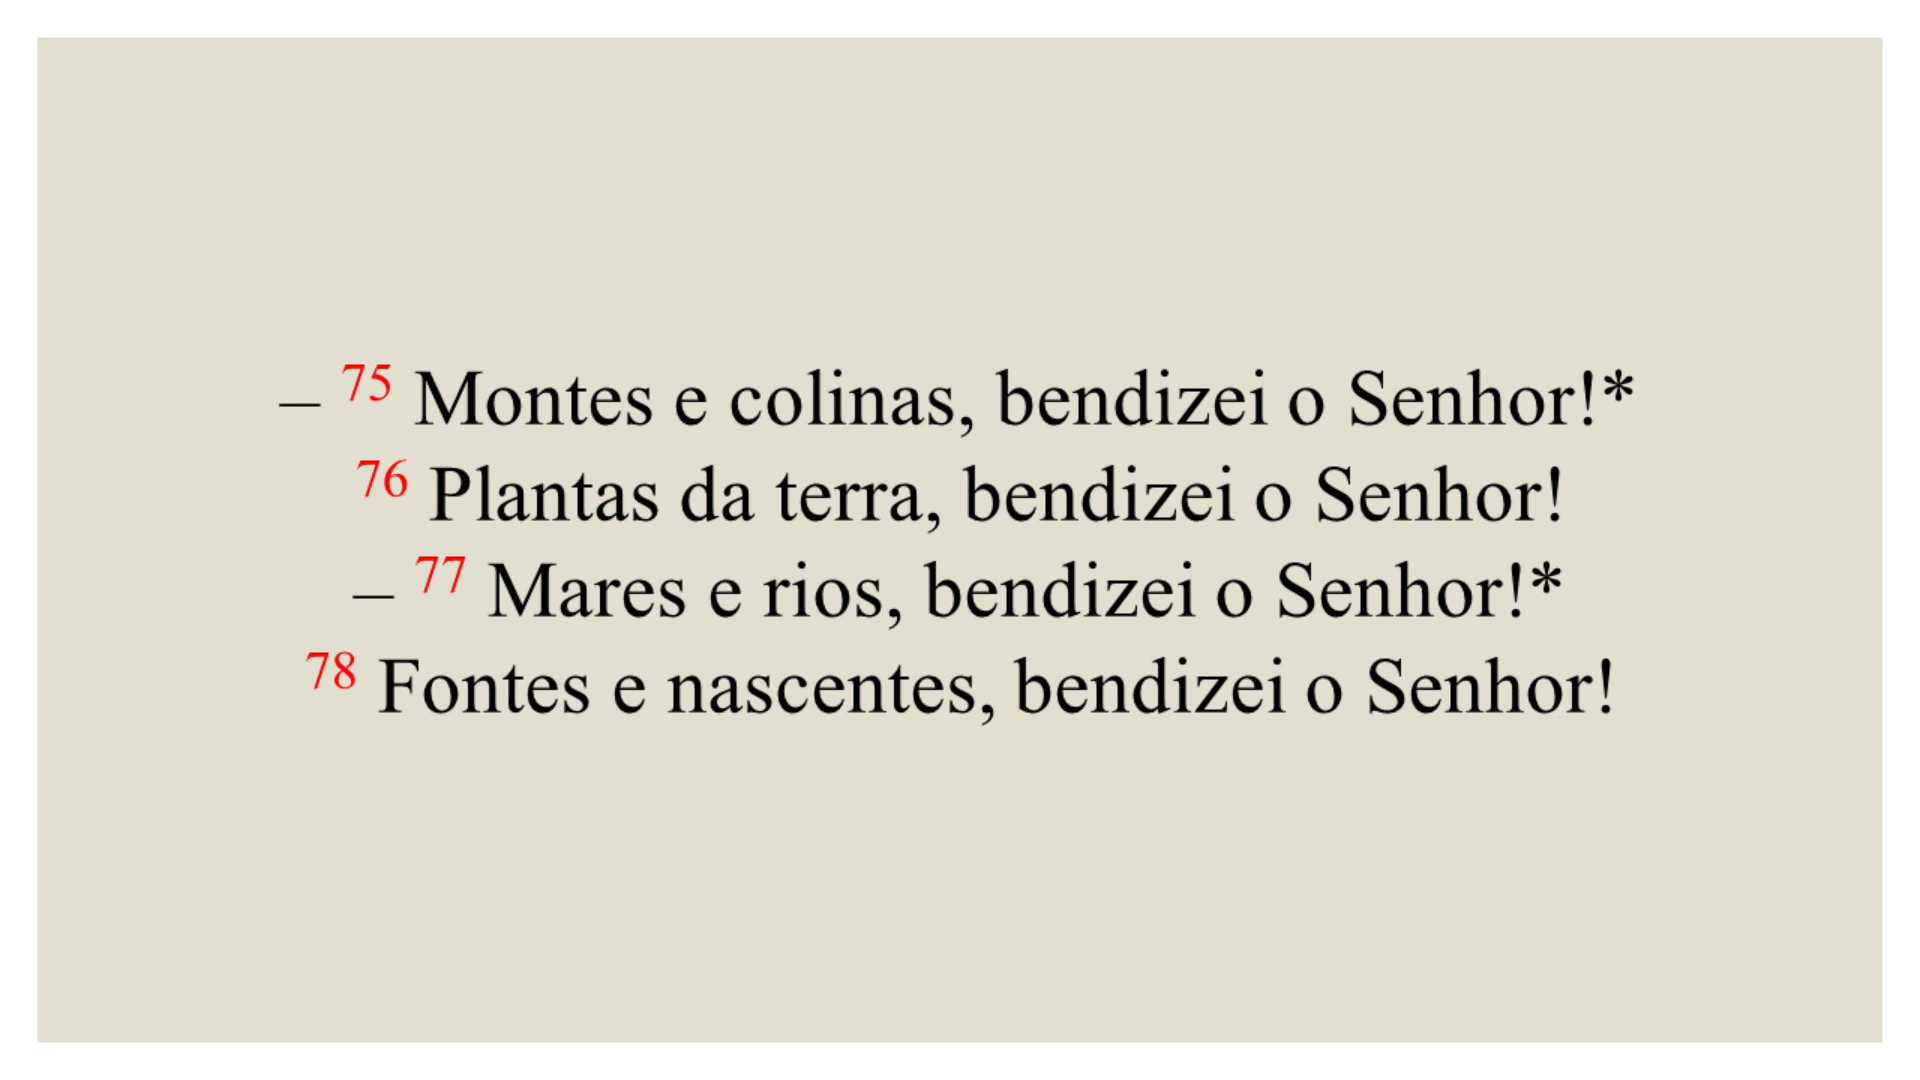 – 75 Montes e colinas, bendizei o Senhor!*
76 Plantas da terra, bendizei o Senhor!
– 77 Mares e rios, bendizei o Senhor!*
78 Fontes e nascentes, bendizei o Senhor!